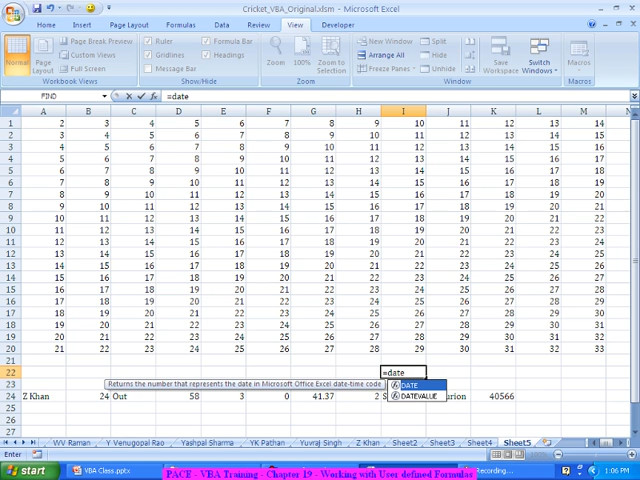 Cricket_VBA_Original.xlsm - Microsoft Excel
Home Insert Page Layout Formulas Data Review View Developer
Normal Page Layout Page Break Preview Custom Views Full Screen
Workbook Views
Ruler Formula Bar
Gridlines Headings
Message Bar
Show/Hide
Zoom 100% Zoom to Selection
Zoom
New Window Arrange All Freeze Panes
Split Hide Unhide
Save Workspace Switch Windows
Window
Macros
Macros
FIND =date
A B C D E F G H I J K L M N
1 2 3 4 5 6 7 8 9 10 11 12 13 14
2 3 4 5 6 7 8 9 10 11 12 13 14 15
3 4 5 6 7 8 9 10 11 12 13 14 15 16
4 5 6 7 8 9 10 11 12 13 14 15 16 17
5 6 7 8 9 10 11 12 13 14 15 16 17 18
6 7 8 9 10 11 12 13 14 15 16 17 18 19
7 8 9 10 11 12 13 14 15 16 17 18 19 20
8 9 10 11 12 13 14 15 16 17 18 19 20 21
9 10 11 12 13 14 15 16 17 18 19 20 21 22
10 11 12 13 14 15 16 17 18 19 20 21 22 23
11 12 13 14 15 16 17 18 19 20 21 22 23 24
12 13 14 15 16 17 18 19 20 21 22 23 24 25
13 14 15 16 17 18 19 20 21 22 23 24 25 26
14 15 16 17 18 19 20 21 22 23 24 25 26 27
15 16 17 18 19 20 21 22 23 24 25 26 27 28
16 17 18 19 20 21 22 23 24 25 26 27 28 29
17 18 19 20 21 22 23 24 25 26 27 28 29 30
18 19 20 21 22 23 24 25 26 27 28 29 30 31
19 20 21 22 23 24 25 26 27 28 29 30 31 32
20 21 22 23 24 25 26 27 28 29 30 31 32 33
21
22 =date
23 Returns the number that represents the date in Microsoft Office Excel date-time code DATE
DATEVALUE
24 Z Khan 24 Out 58 3 0 41.37 2 S arion 40566
25
26
27
WV Raman Y Venugopal Rao Yashpal Sharma YK Pathan Yuvraj Singh Z Khan Sheet2 Sheet3 Sheet4 Sheet5
Enter 100%
start VBA Class.pptx Recording... 1:06 PM
PACE - VBA Training - Chapter 19 - Working with User defined Formulas